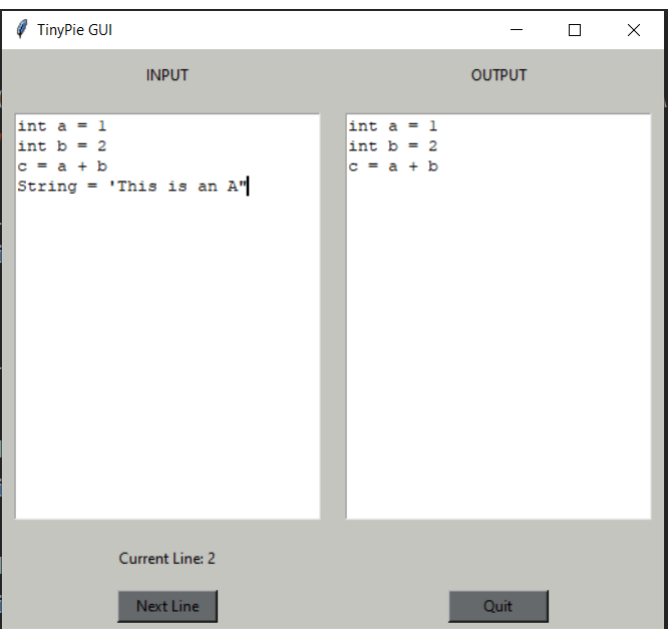 TinyPie GUI
INPUT
int a = 1
int b = 2
c = a + b
String = 'This is an A"
OUTPUT
int a = 1
int b = 2
c = a + b
Current Line: 2
Next Line
Quit